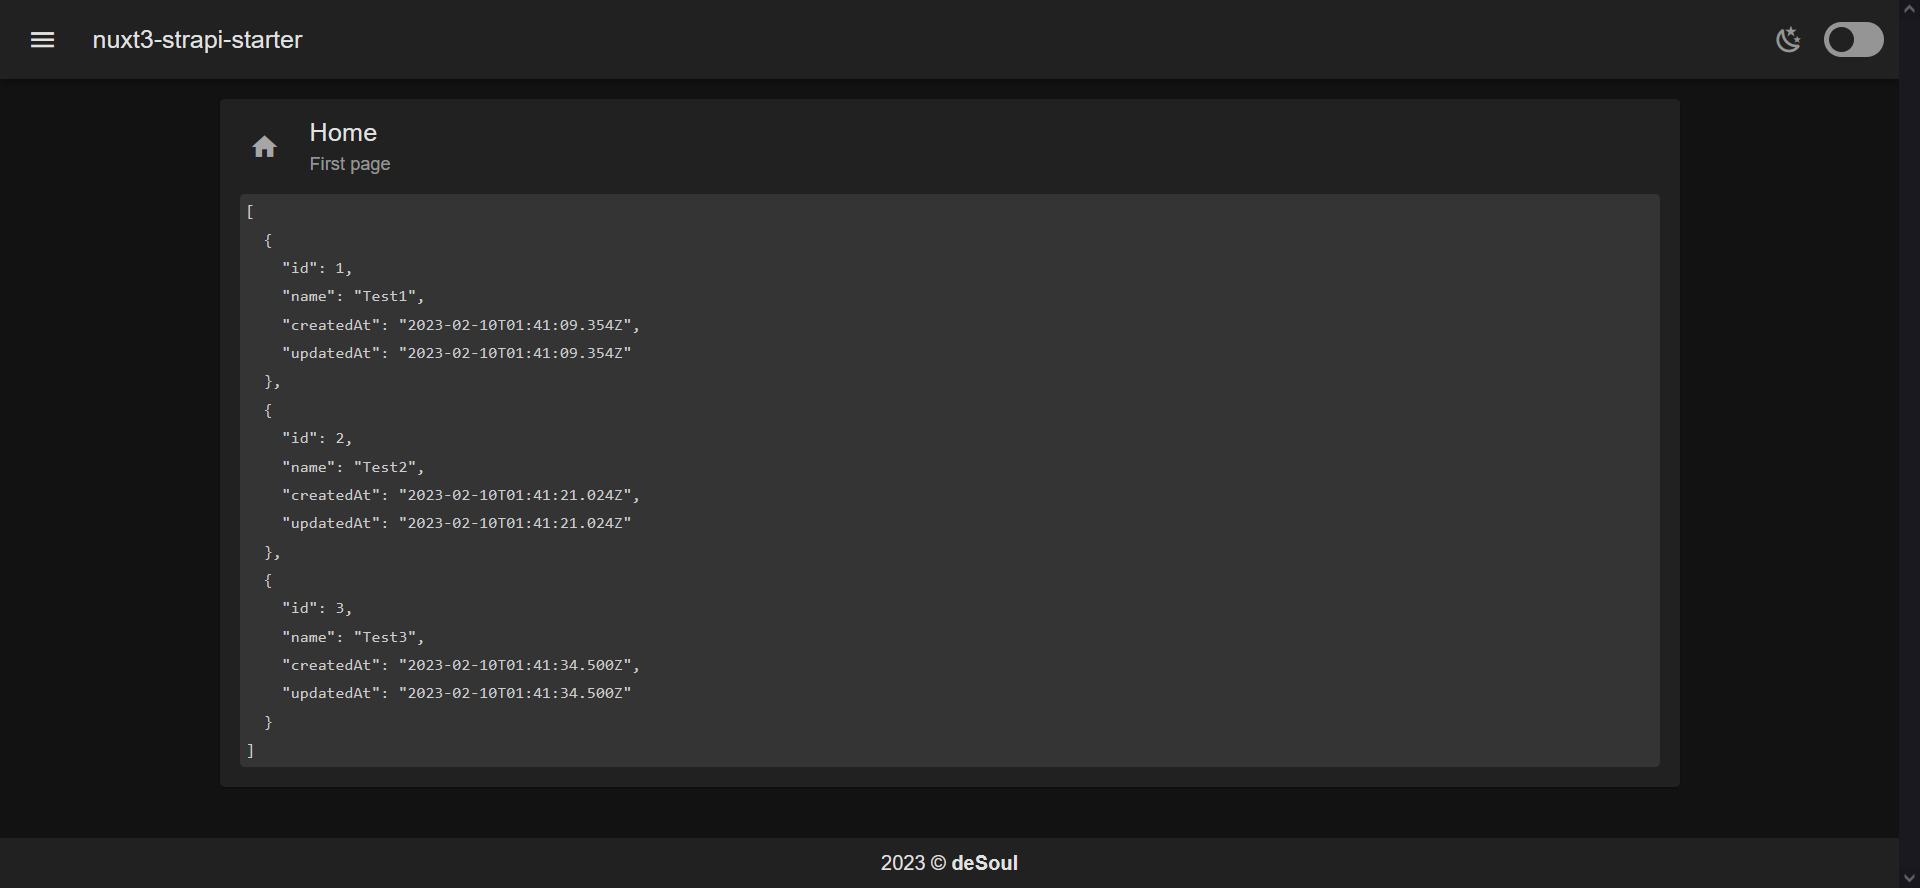 nuxt3-strapi-starter
Home
First page
[
  {
    "id": 1,
    "name": "Test1",
    "createdAt": "2023-02-10T01:41:09.354Z",
    "updatedAt": "2023-02-10T01:41:09.354Z"
  },
  {
    "id": 2,
    "name": "Test2",
    "createdAt": "2023-02-10T01:41:21.024Z",
    "updatedAt": "2023-02-10T01:41:21.024Z"
  },
  {
    "id": 3,
    "name": "Test3",
    "createdAt": "2023-02-10T01:41:34.500Z",
    "updatedAt": "2023-02-10T01:41:34.500Z"
  }
]
2023 © deSoul